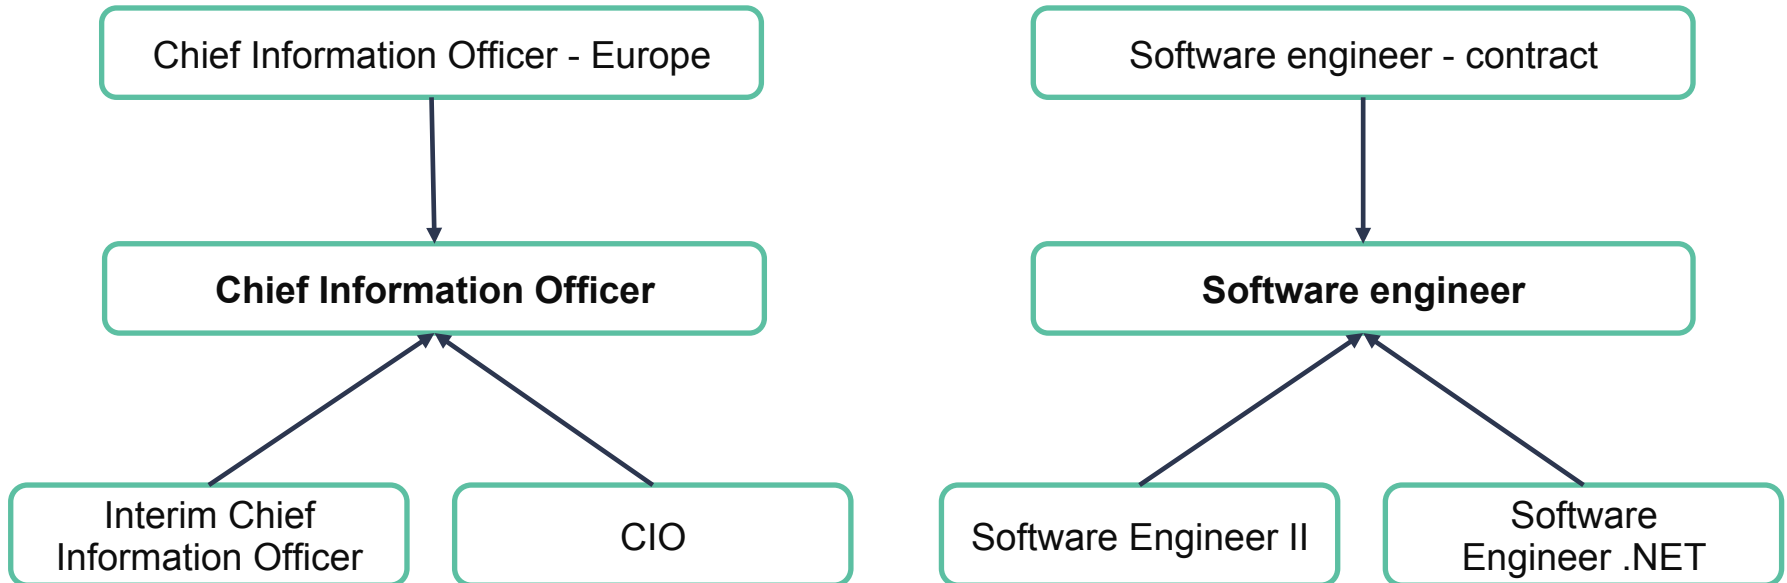 Chief Information Officer - Europe
Software engineer - contract
Chief Information Officer
Software engineer
Interim Chief
Information Officer
CIO
Software Engineer II
Software
Engineer .NET